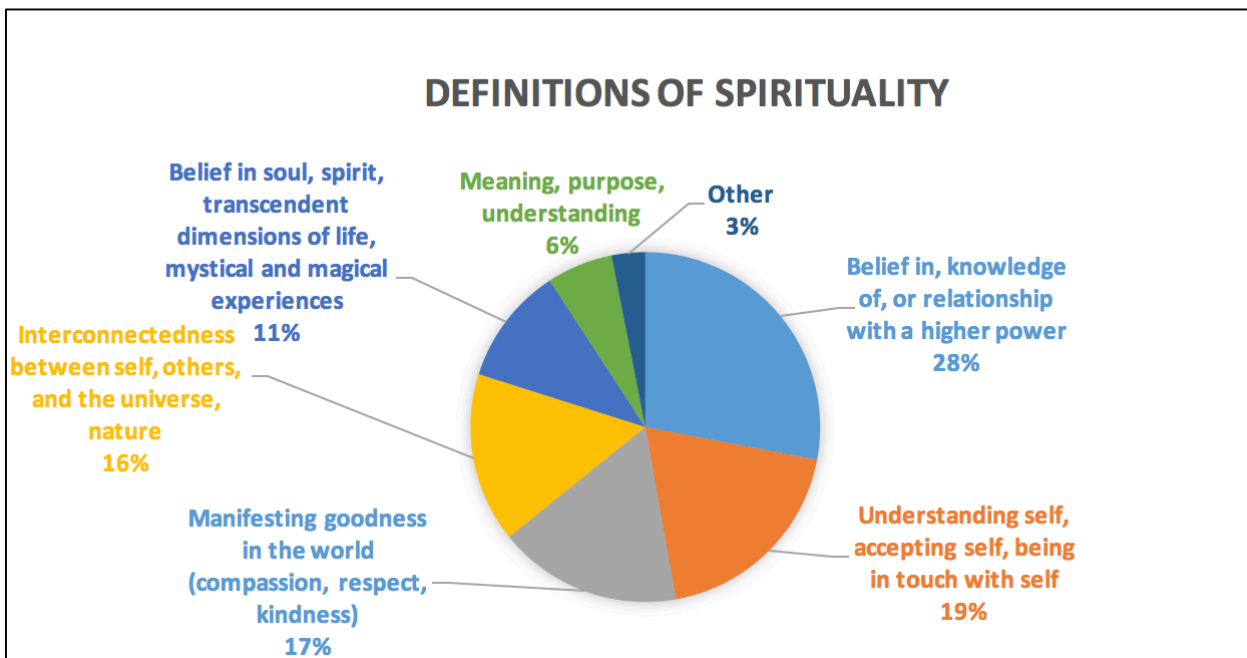 DEFINITIONS OF SPIRITUALITY
Belief in soul, spirit,
transcendent
dimensions of life,
mystical and magical
experiences
11%
Meaning, purpose,
understanding
6%
Other
3%
Belief in, knowledge
of, or relationship
with a higher power
28%
Interconnectedness
between self, others,
and the universe,
nature
16%
Manifesting goodness
in the world
(compassion, respect,
kindness)
17%
Understanding self,
accepting self, being
in touch with self
19%